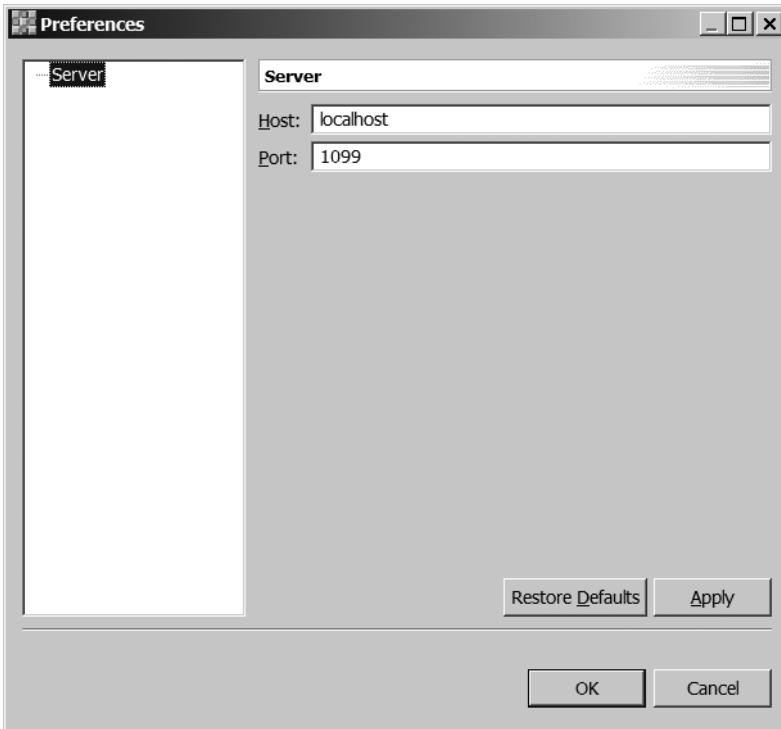 Preferences
Server
Server
Host: localhost
Port: 1099
Restore Defaults Apply
OK Cancel